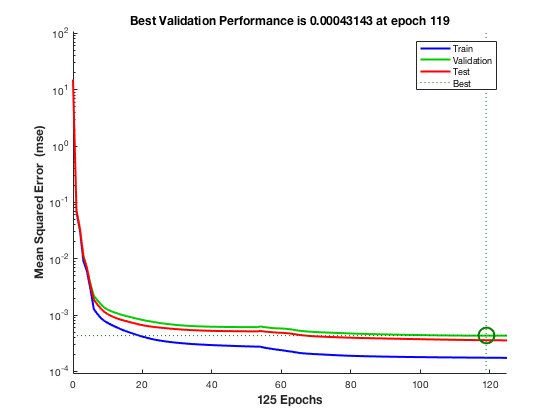 Best Validation Performance is 0.00043143 at epoch 119
Mean Squared Error (mse)
10^2
10^1
10^0
10^-1
10^-2
10^-3
10^-4
Train
Validation
Test
Best
0 20 40 60 80 100 120
125 Epochs